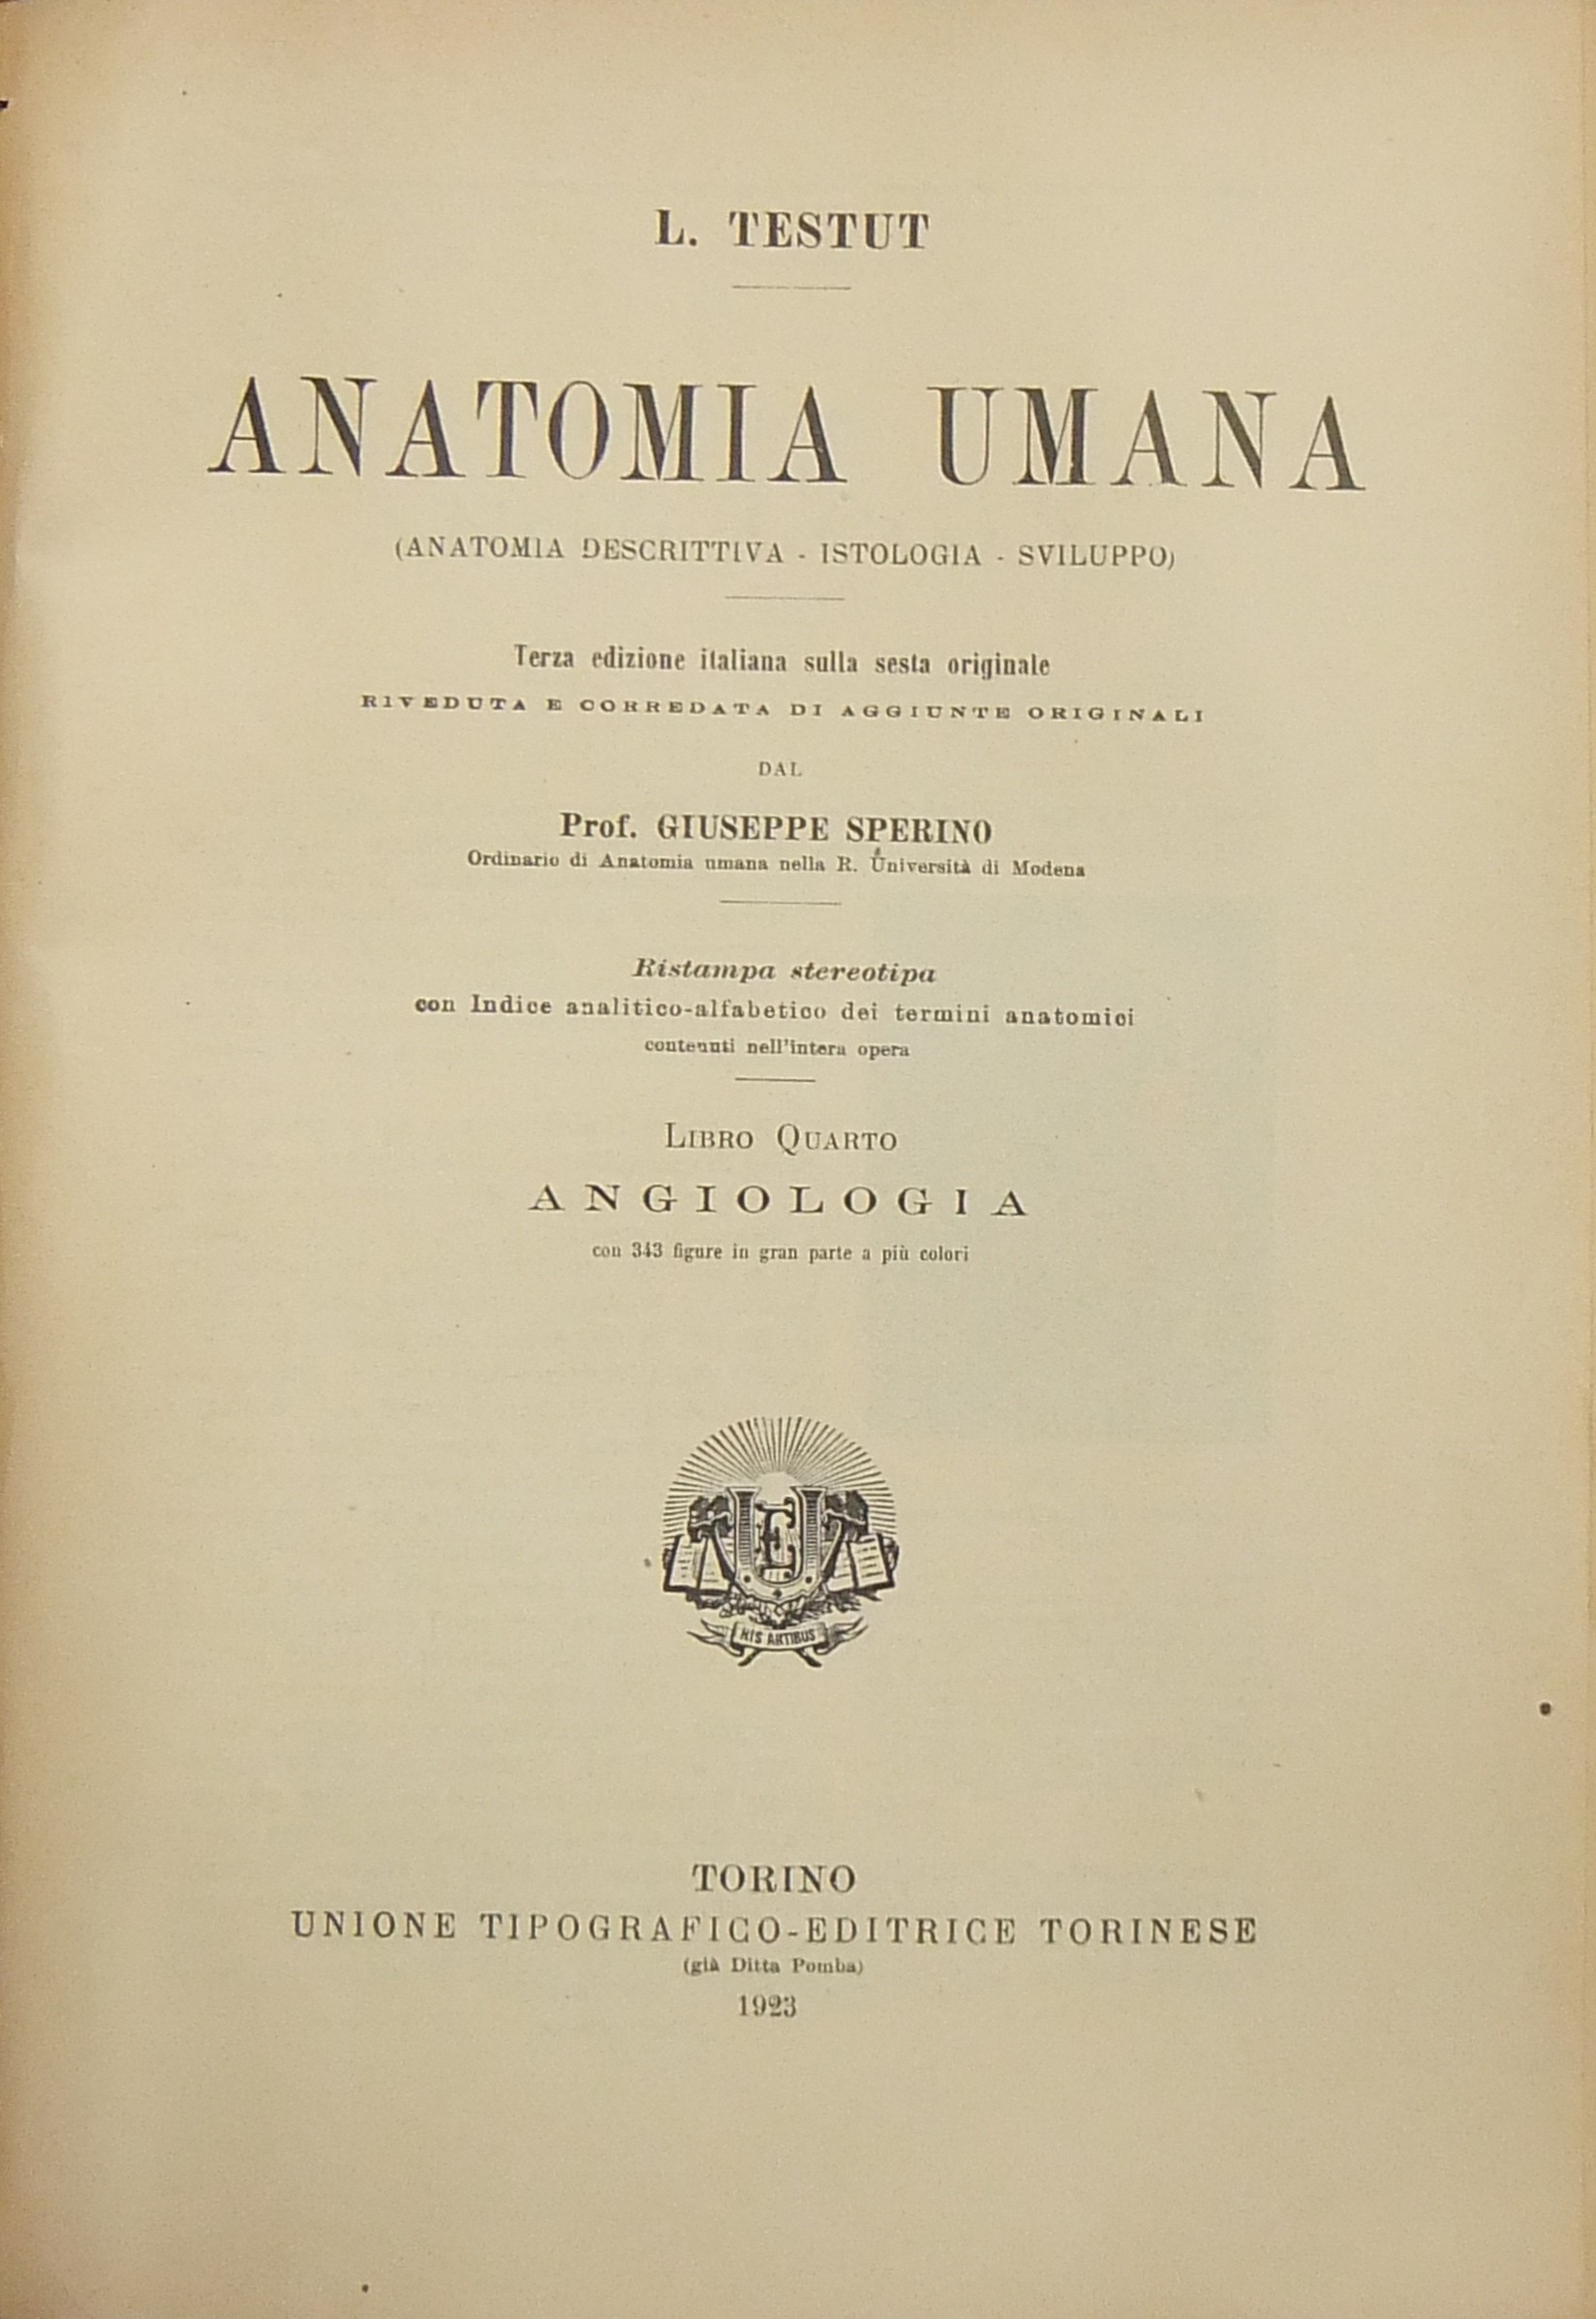 L. TESTUT
ANATOMIA UMANA
(ANATOMIA DESCRITTIVA - ISTOLOGIA - SVILUPPO)
Terza edizione italiana sulla sesta originale
RIVEDUTA E CORREDATA DI AGGIUNTE ORIGINALI
DAL
Prof. GIUSEPPE SPERINO
Ordinario di Anatomia umana nella R. Università di Modena
Ristampa stereotipa
con Indice analitico-alfabetico dei termini anatomici
contenuti nell'intera opera
LIBRO QUARTO
ANGIOLOGIA
con 343 figure in gran parte a più colori
UE
HIS ARTIBUS
TORINO
UNIONE TIPOGRAFICO-EDITRICE TORINESE
(già Ditta Pomba)
1923